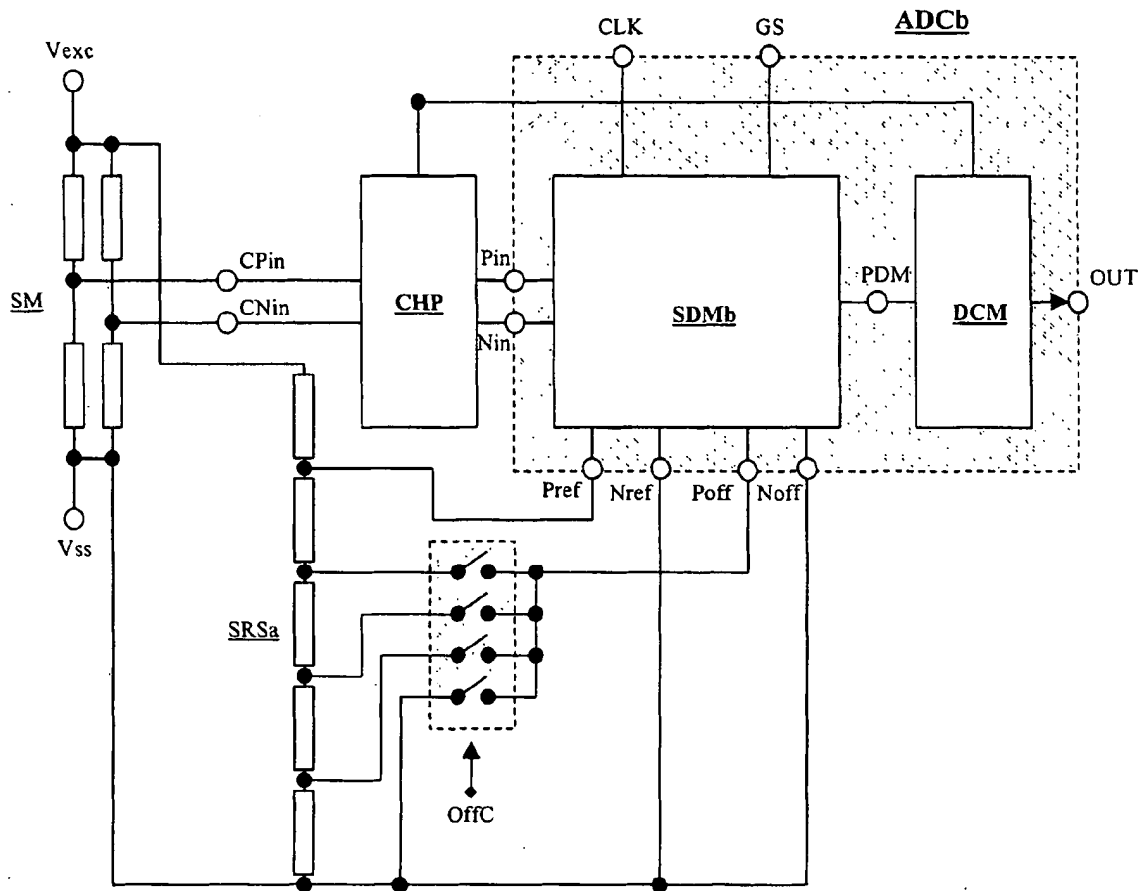 ADCb
CLK
GS
Vexc
CPin
CNin
SM
CHP
Pin
Nin
SDMb
PDM
DCM
OUT
Pref
Nref
Poff
Noff
Vss
SRSa
OffC